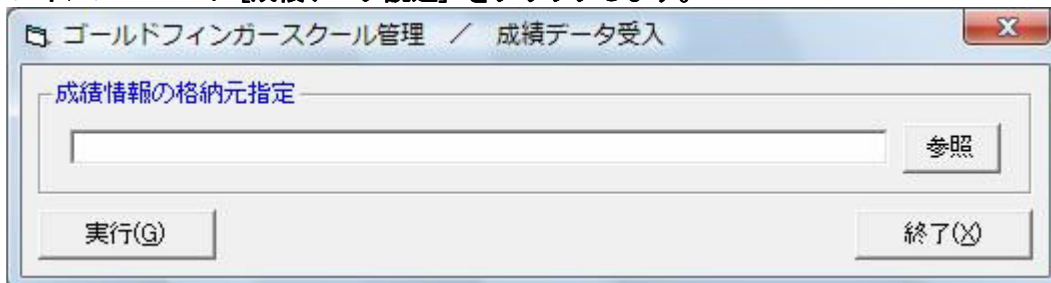 ゴールドフィンガースクール管理 ／ 成績データ受入
成績情報の格納元指定
参照
実行(G)
終了(X)